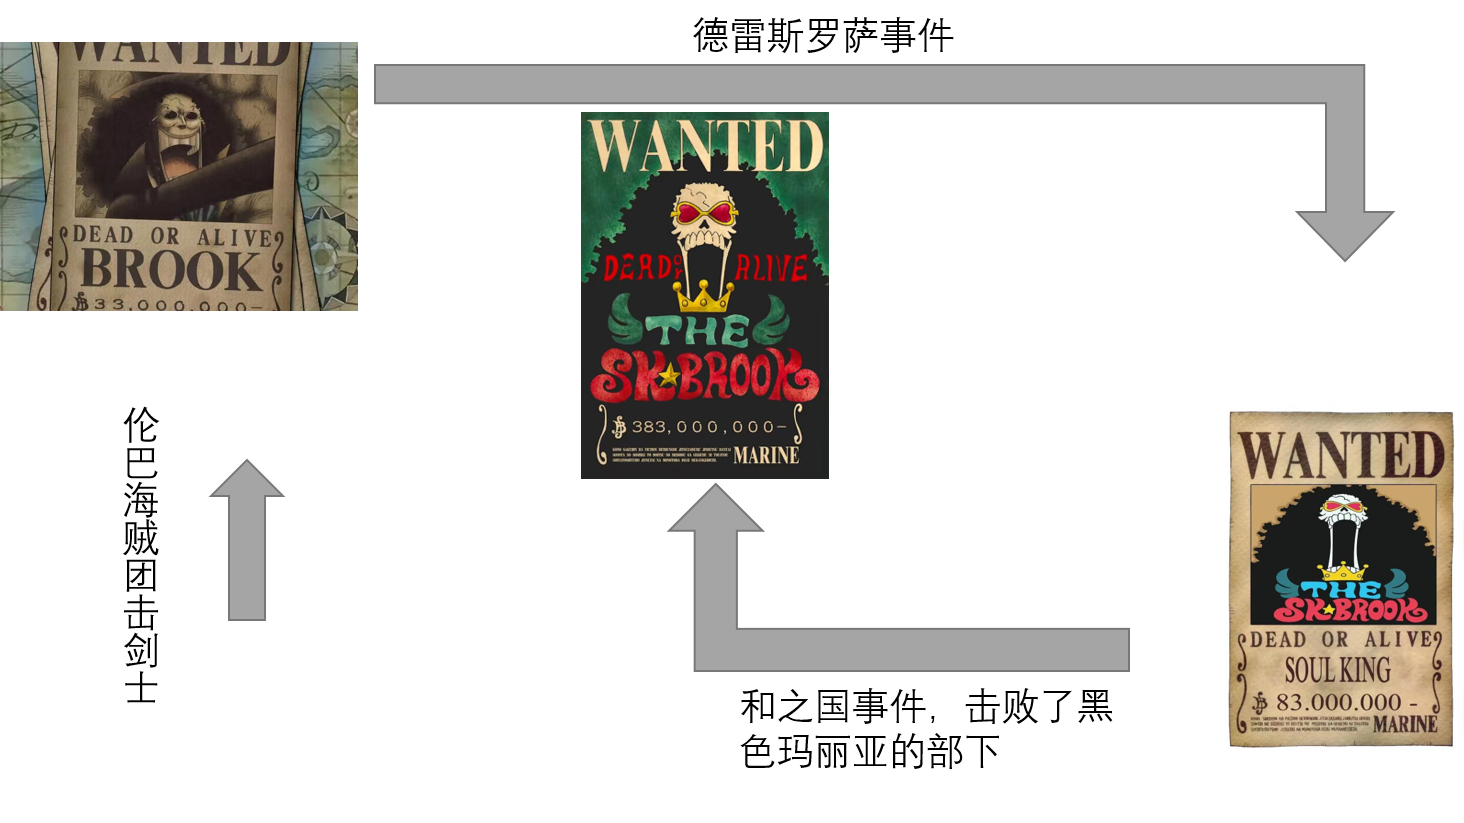 德雷斯罗萨事件
WANTED
DEAD OR ALIVE
BROOK
33,000,000-
伦巴海贼团击剑士
WANTED
DEAD OR ALIVE
THE
SK★BROOK
383,000,000-
MARINE
和之国事件，击败了黑
色玛丽亚的部下
WANTED
THE
SK★BROOK
DEAD OR ALIVE
SOUL KING
83.000.000 -
MARINE